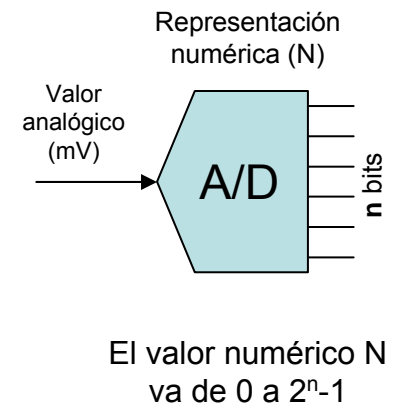 Representación
numérica (N)
Valor
analógico
(mV)
A/D
n bits
El valor numérico N
va de 0 a 2ⁿ-1